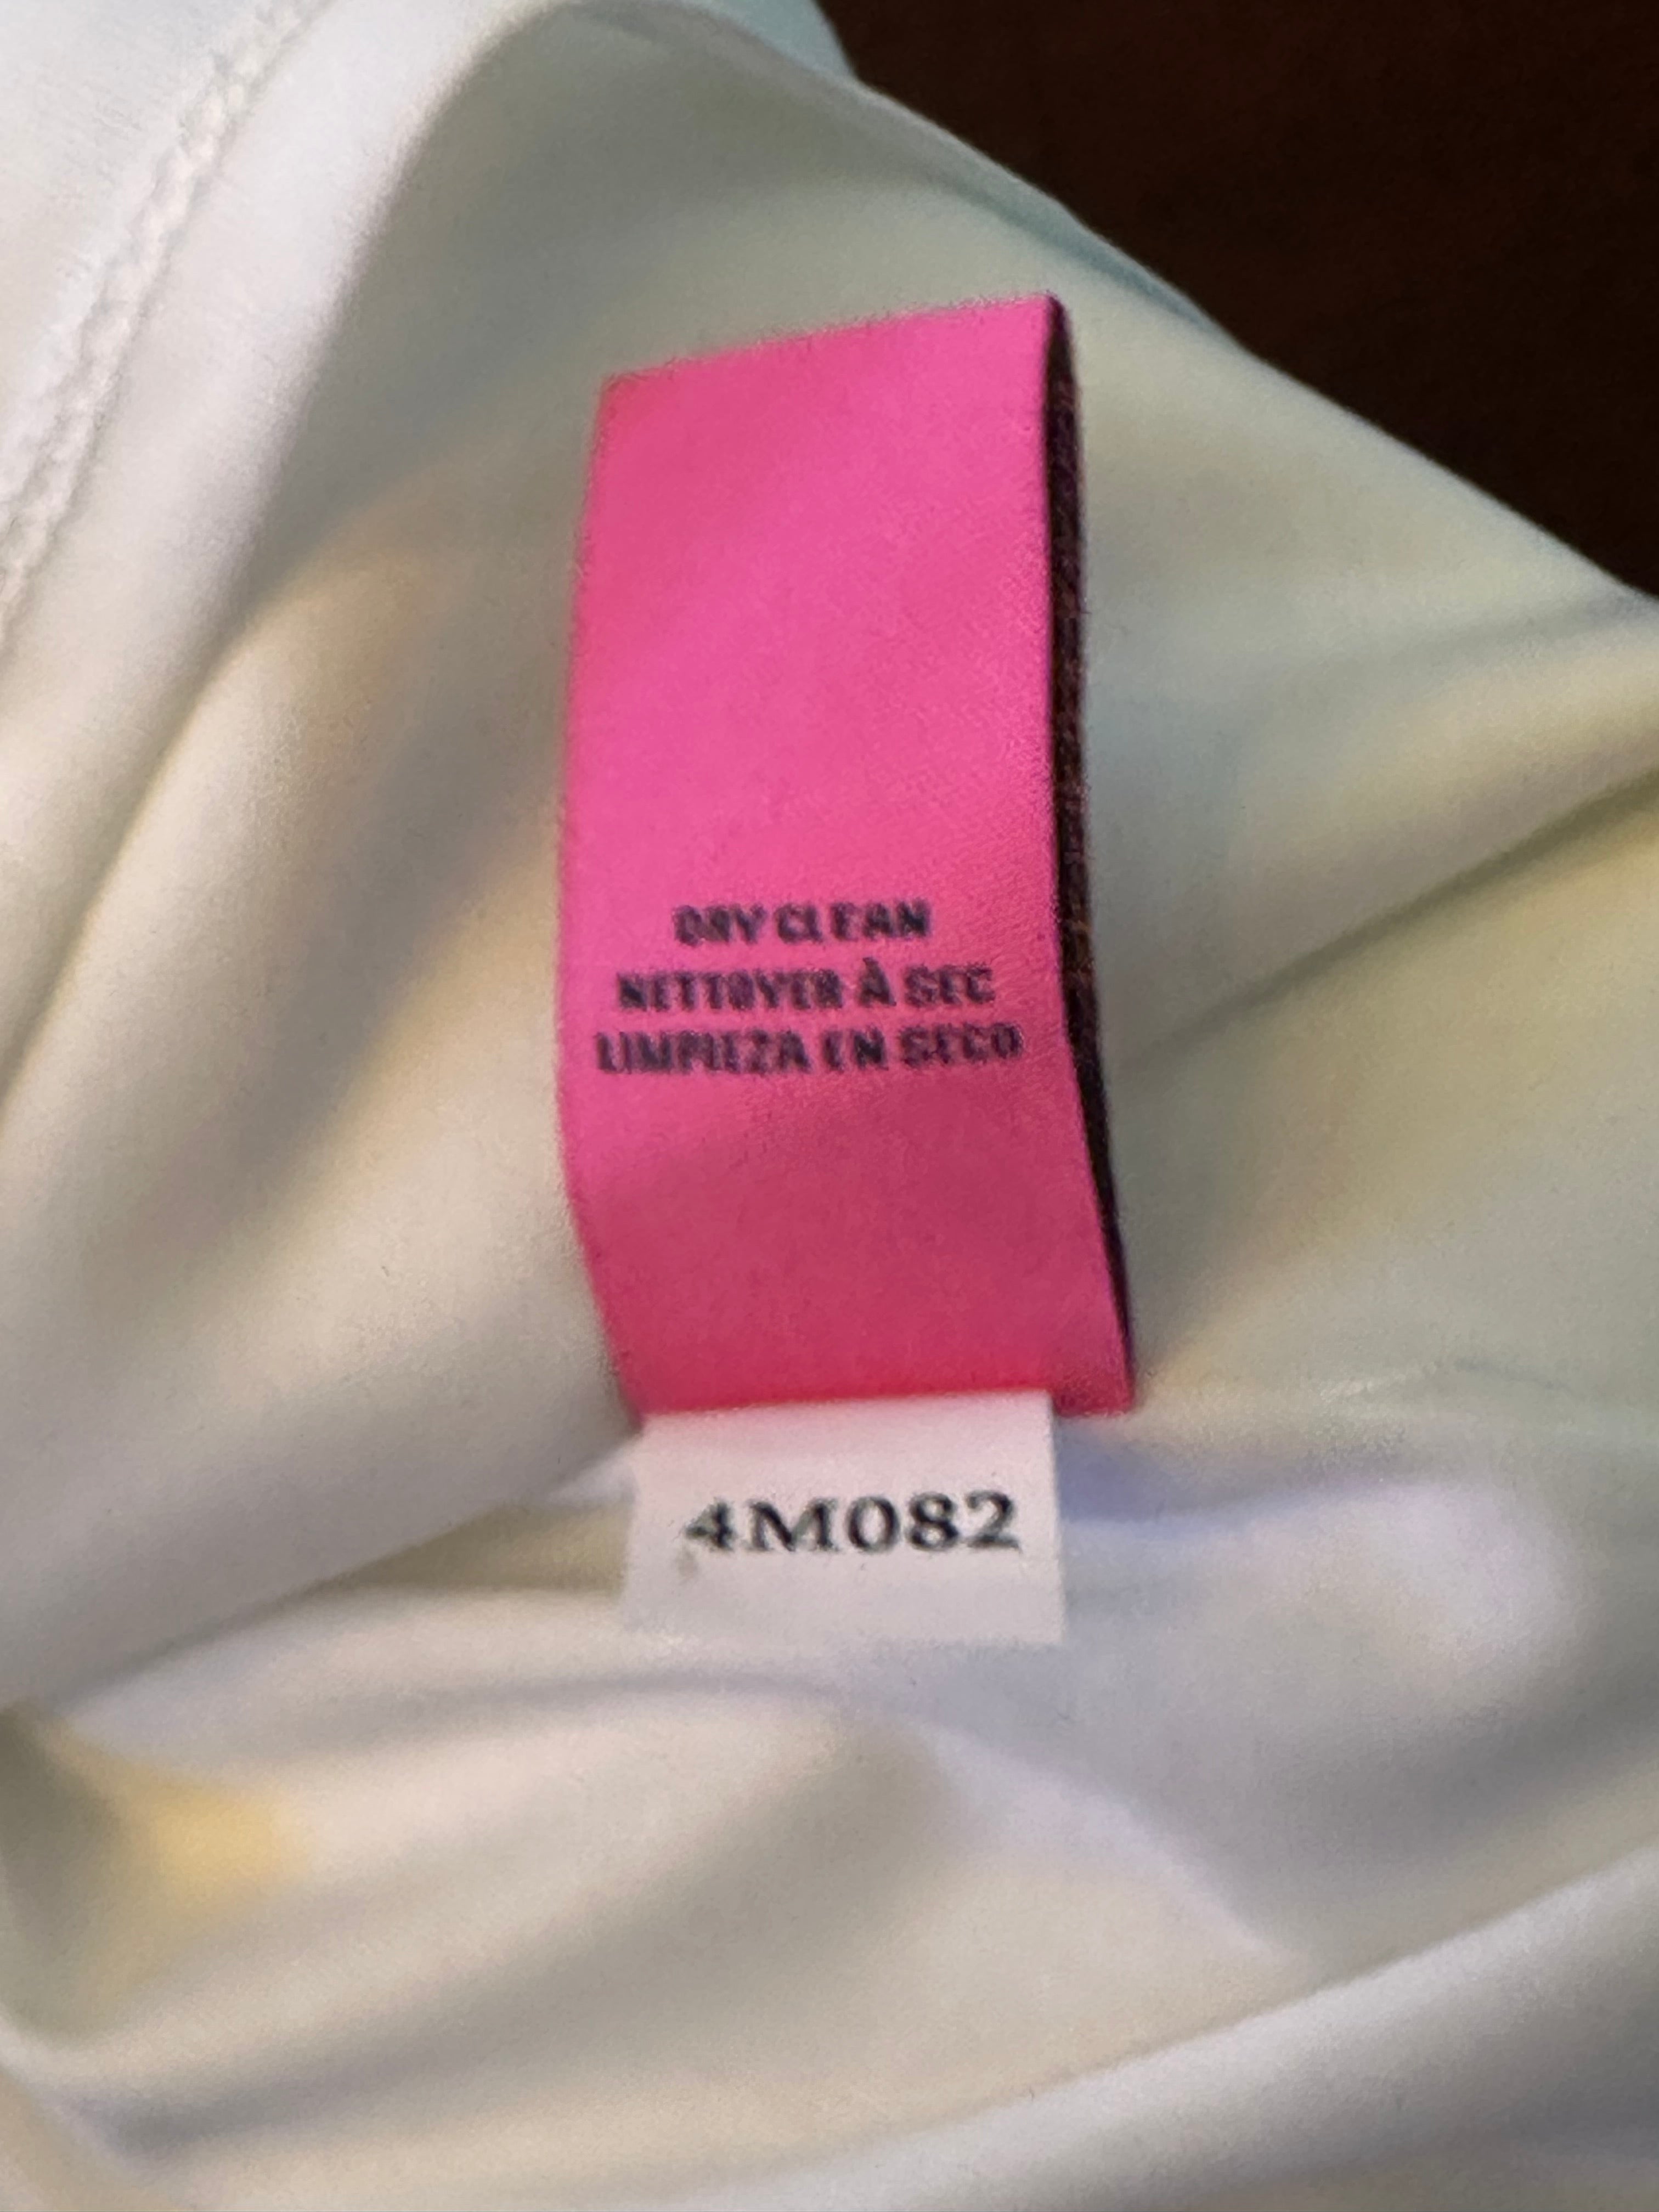 DRY CLEAN
NETTOYER À SEC
LIMPIEZA EN SECO
4M082